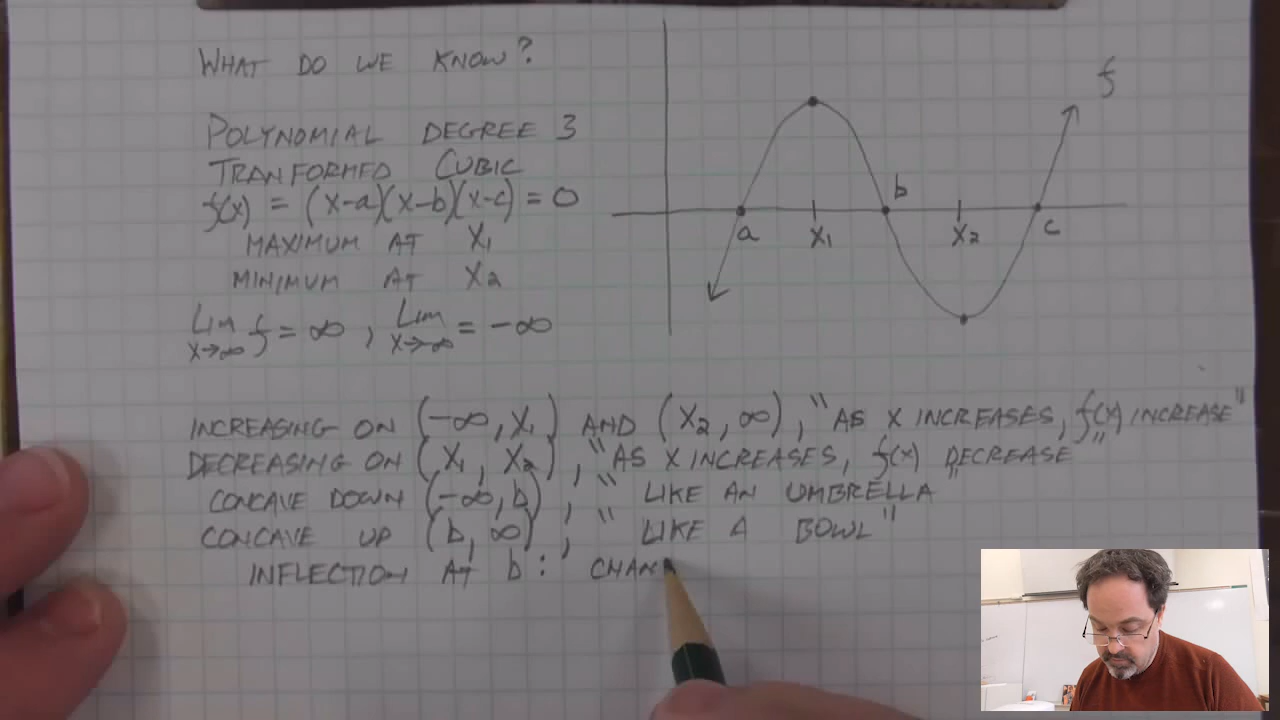 WHAT DO WE KNOW?
POLYNOMIAL DEGREE 3
TRANFORMED CUBIC
f(x) = (x-a)(x-b)(x-c) = 0
MAXIMUM AT X1
MINIMUM AT X2
Lim x→∞ f = ∞ , Lim x→-∞ = -∞
f
a X1 b X2 c
INCREASING ON (-∞, X1) AND (X2, ∞), "AS X INCREASES, f(x) INCREASE"
DECREASING ON (X1, X2), "AS X INCREASES, f(x) DECREASE"
CONCAVE DOWN (-∞, b), "LIKE AN UMBRELLA"
CONCAVE UP (b, ∞), "LIKE A BOWL"
INFLECTION AT b: CHAN